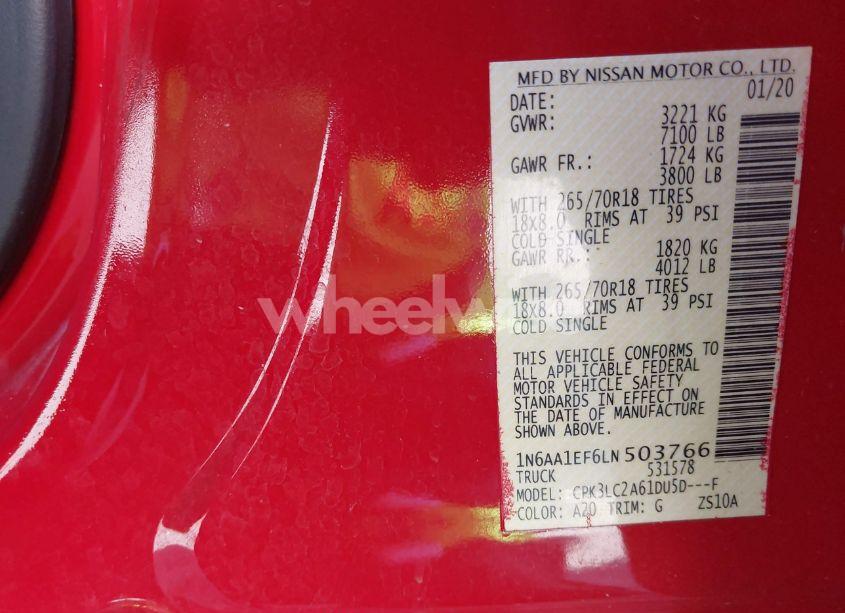 MFD BY NISSAN MOTOR CO., LTD.
DATE: 01/20
GVWR: 3221 KG
7100 LB
GAWR FR.: 1724 KG
3800 LB
WITH 265/70R18 TIRES
18X8.0 RIMS AT 39 PSI
COLD SINGLE
GAWR RR.: 1820 KG
4012 LB
WITH 265/70R18 TIRES
18X8.0 RIMS AT 39 PSI
COLD SINGLE
THIS VEHICLE CONFORMS TO
ALL APPLICABLE FEDERAL
MOTOR VEHICLE SAFETY
STANDARDS IN EFFECT ON
THE DATE OF MANUFACTURE
SHOWN ABOVE.
1N6AA1EF6LN503766
TRUCK 531578
MODEL: CPK3LC2A61DU5D---F
COLOR: A20 TRIM: G ZS10A